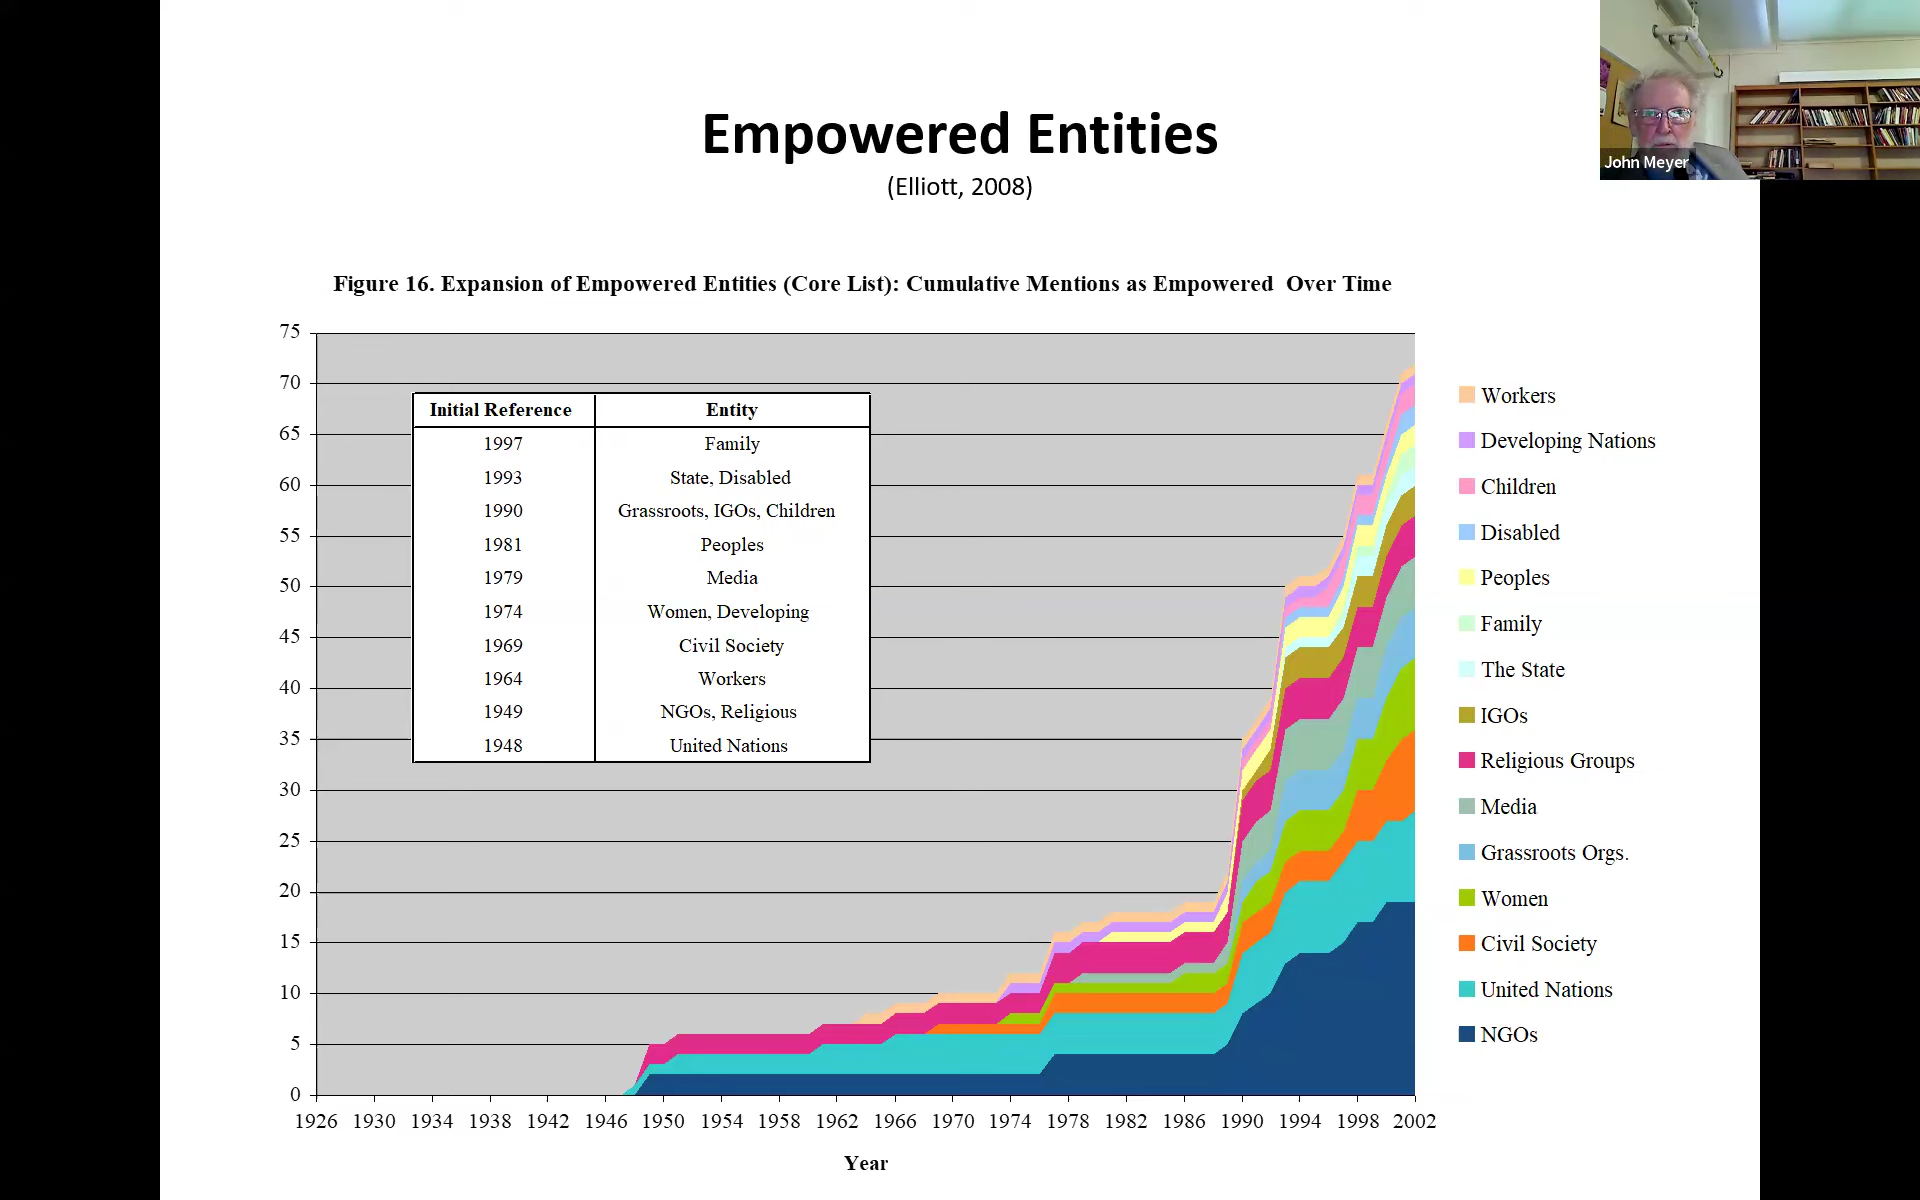 Empowered Entities
(Elliott, 2008)
John Meyer
Figure 16. Expansion of Empowered Entities (Core List): Cumulative Mentions as Empowered  Over Time
75
70
65
60
55
50
45
40
35
30
25
20
15
10
5
0
Initial Reference Entity
1997 Family
1993 State, Disabled
1990 Grassroots, IGOs, Children
1981 Peoples
1979 Media
1974 Women, Developing
1969 Civil Society
1964 Workers
1949 NGOs, Religious
1948 United Nations
Workers
Developing Nations
Children
Disabled
Peoples
Family
The State
IGOs
Religious Groups
Media
Grassroots Orgs.
Women
Civil Society
United Nations
NGOs
1926 1930 1934 1938 1942 1946 1950 1954 1958 1962 1966 1970 1974 1978 1982 1986 1990 1994 1998 2002
Year